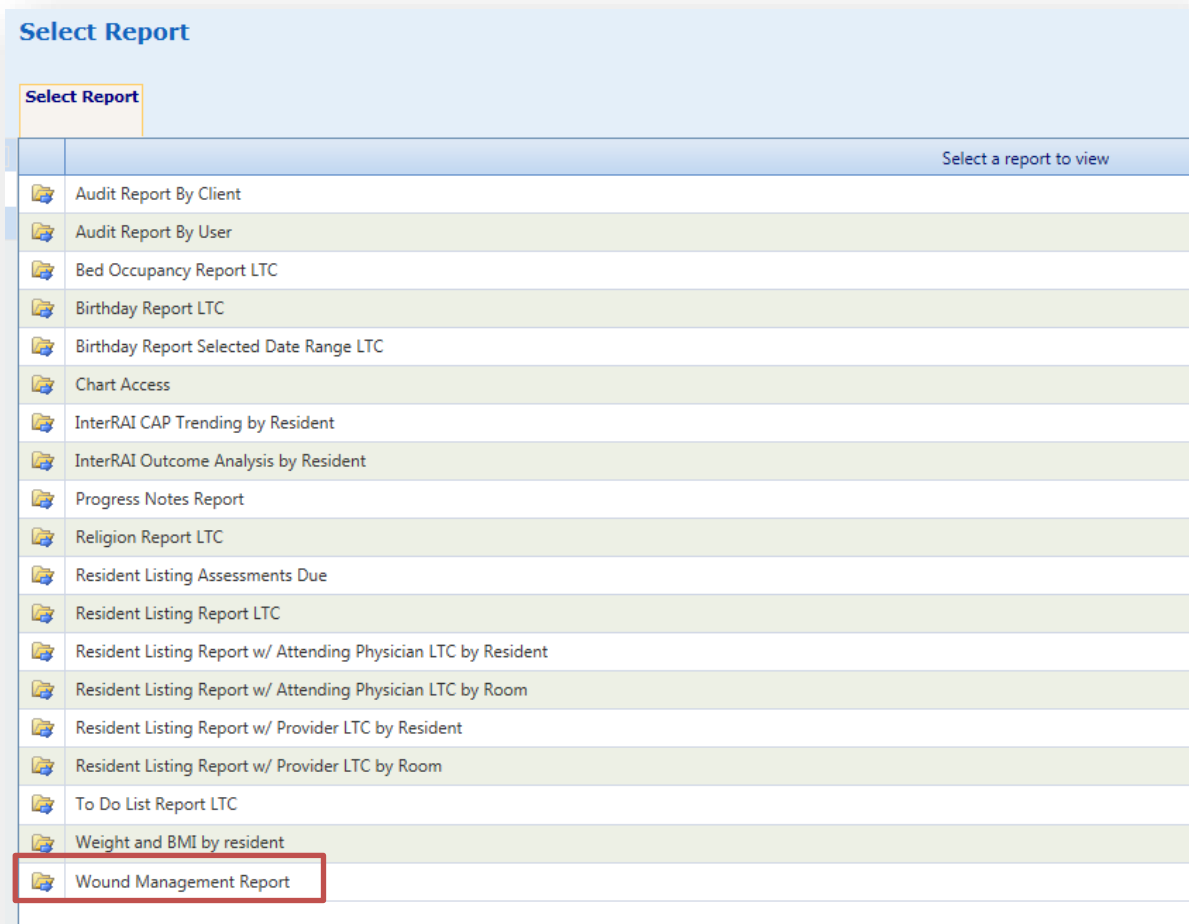 Select Report
Select Report
Select a report to view
Audit Report By Client
Audit Report By User
Bed Occupancy Report LTC
Birthday Report LTC
Birthday Report Selected Date Range LTC
Chart Access
InterRAI CAP Trending by Resident
InterRAI Outcome Analysis by Resident
Progress Notes Report
Religion Report LTC
Resident Listing Assessments Due
Resident Listing Report LTC
Resident Listing Report w/ Attending Physician LTC by Resident
Resident Listing Report w/ Attending Physician LTC by Room
Resident Listing Report w/ Provider LTC by Resident
Resident Listing Report w/ Provider LTC by Room
To Do List Report LTC
Weight and BMI by resident
Wound Management Report